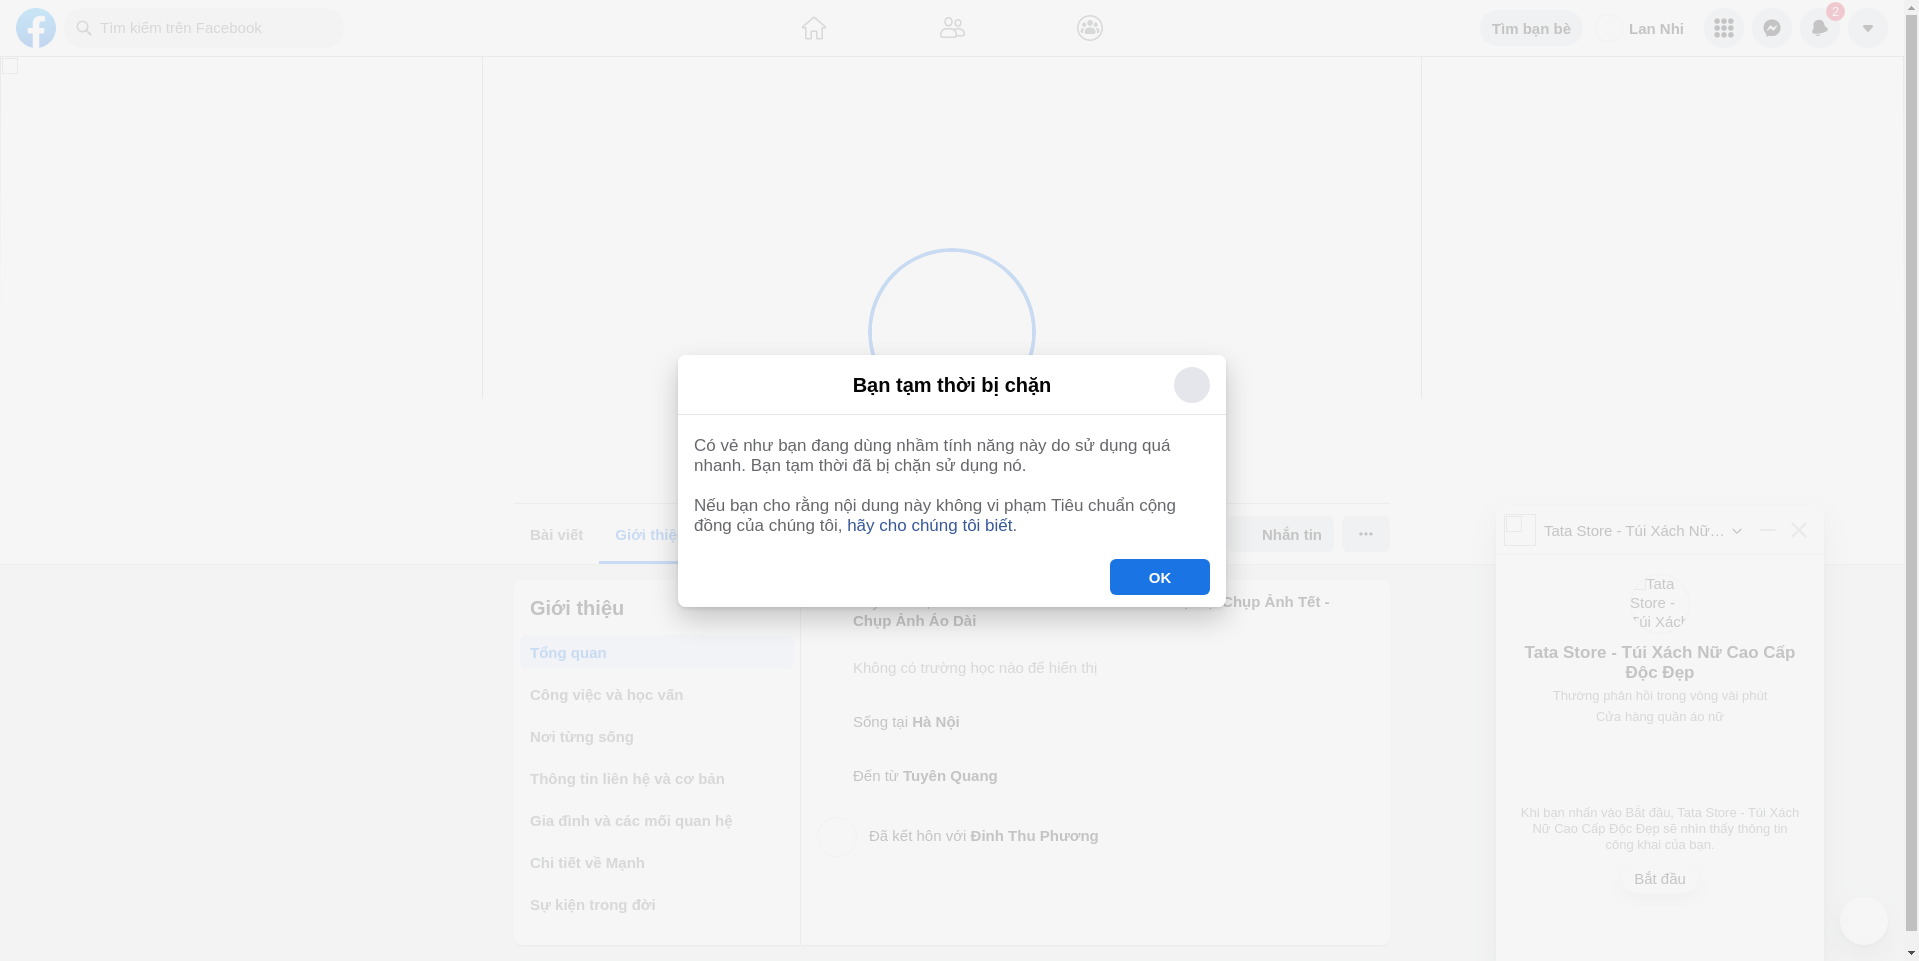 Tìm kiếm trên Facebook
Tìm bạn bè
Lan Nhi
2
Bạn tạm thời bị chặn
Có vẻ như bạn đang dùng nhầm tính năng này do sử dụng quá
nhanh. Bạn tạm thời đã bị chặn sử dụng nó.
Nếu bạn cho rằng nội dung này không vi phạm Tiêu chuẩn cộng
đồng của chúng tôi, hãy cho chúng tôi biết.
OK
Bài viết
Giới thiệ
Nhắn tin
Giới thiệu
Tổng quan
Công việc và học vấn
Nơi từng sống
Thông tin liên hệ và cơ bản
Gia đình và các mối quan hệ
Chi tiết về Mạnh
Sự kiện trong đời
Chụp Ảnh Tết -
Chụp Ảnh Áo Dài
Không có trường học nào để hiển thị
Sống tại Hà Nội
Đến từ Tuyên Quang
Đã kết hôn với Đinh Thu Phương
Tata Store - Túi Xách Nữ…
Tata
Store -
Túi Xách
Tata Store - Túi Xách Nữ Cao Cấp
Độc Đẹp
Thường phản hồi trong vòng vài phút
Cửa hàng quần áo nữ
Khi bạn nhấn vào Bắt đầu, Tata Store - Túi Xách
Nữ Cao Cấp Độc Đẹp sẽ nhìn thấy thông tin
công khai của bạn.
Bắt đầu